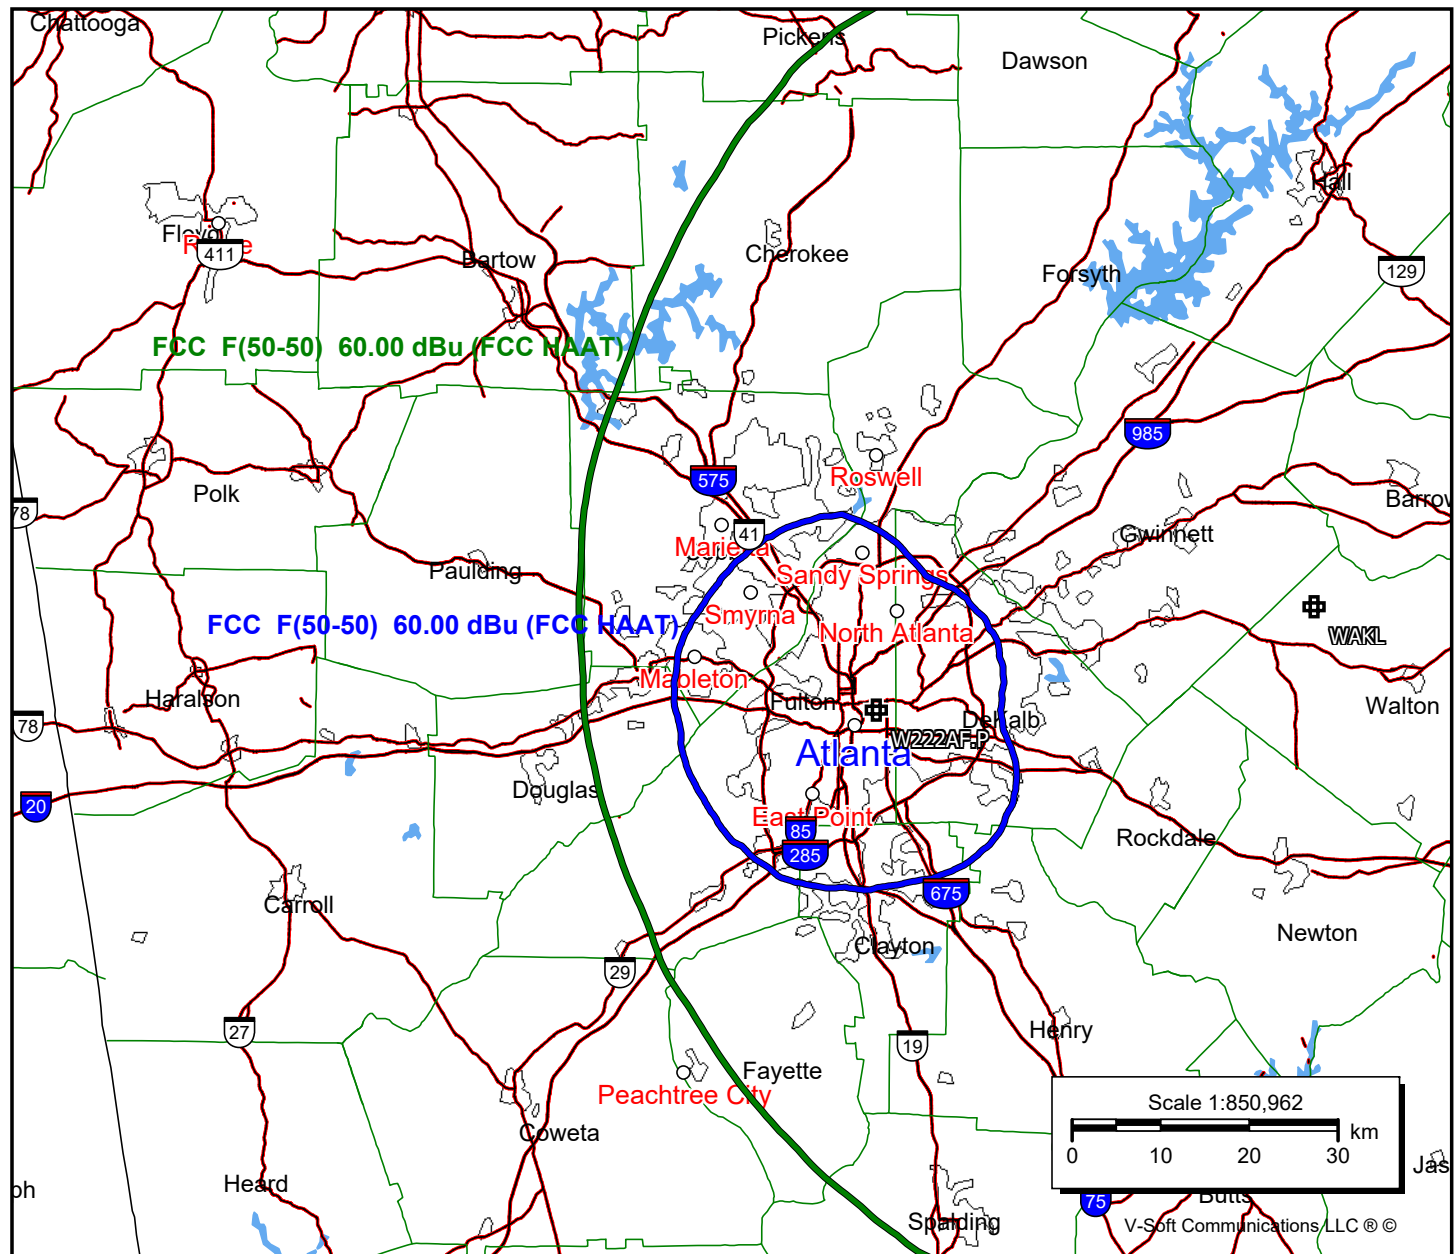 Chattooga
Pickens
Dawson
Hall
Floyd
Rome
411
Bartow
Cherokee
Forsyth
129
FCC F(50-50) 60.00 dBu (FCC HAAT)
985
575
Roswell
Polk
78
Barrow
41
Marietta
Gwinnett
Paulding
Sandy Springs
Smyrna
FCC F(50-50) 60.00 dBu (FCC HAAT)
North Atlanta
WAKL
Mableton
Haralson
Fulton
Walton
78
DeKalb
W222AF.P
Atlanta
Douglas
20
East Point
85
285
Rockdale
675
Carroll
Newton
Clayton
29
27
19
Henry
Fayette
Peachtree City
Scale 1:850,962
km
0 10 20 30
Coweta
Jas
Heard
ph
75
Butts
Spalding
V-Soft Communications LLC ® ©